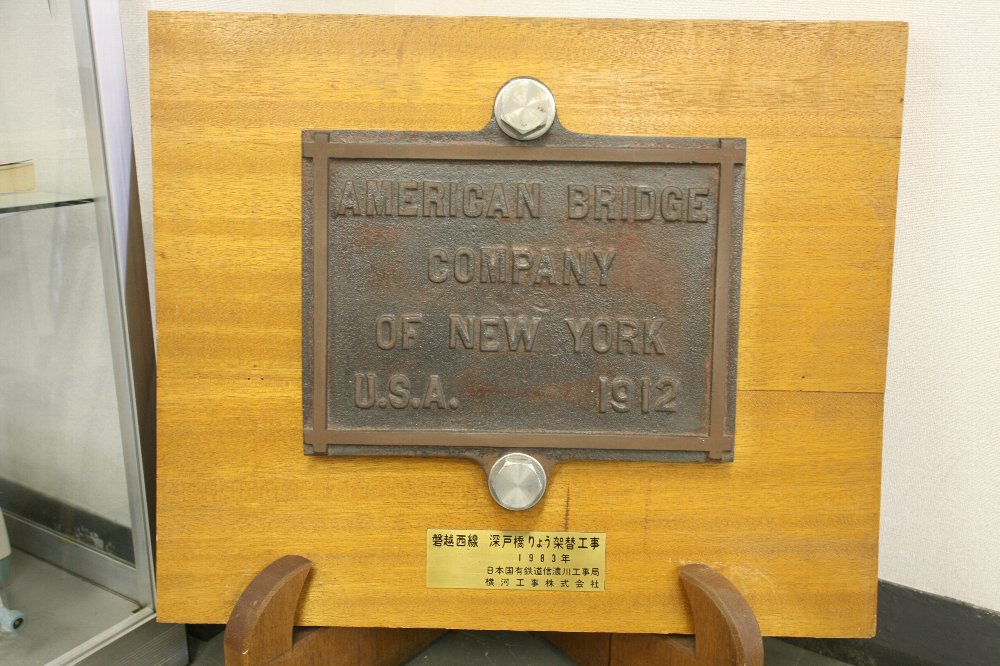 AMERICAN BRIDGE
COMPANY
OF NEW YORK
U.S.A. 1912
磐越西線 深戸橋りょう架替工事
1983年
日本国有鉄道信濃川工事局
横河工事株式会社